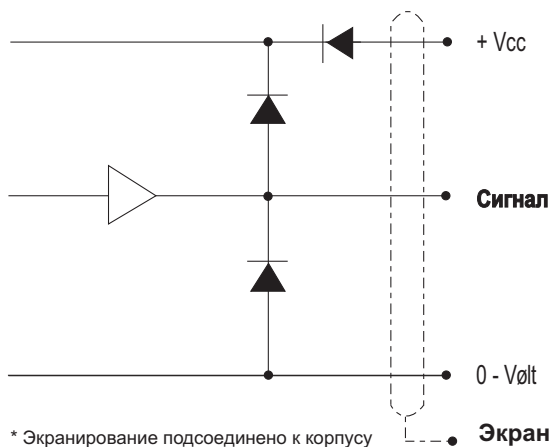 + Vcc
Сигнал
0 - Vølt
* Экранирование подсоединено к корпусу
Экран